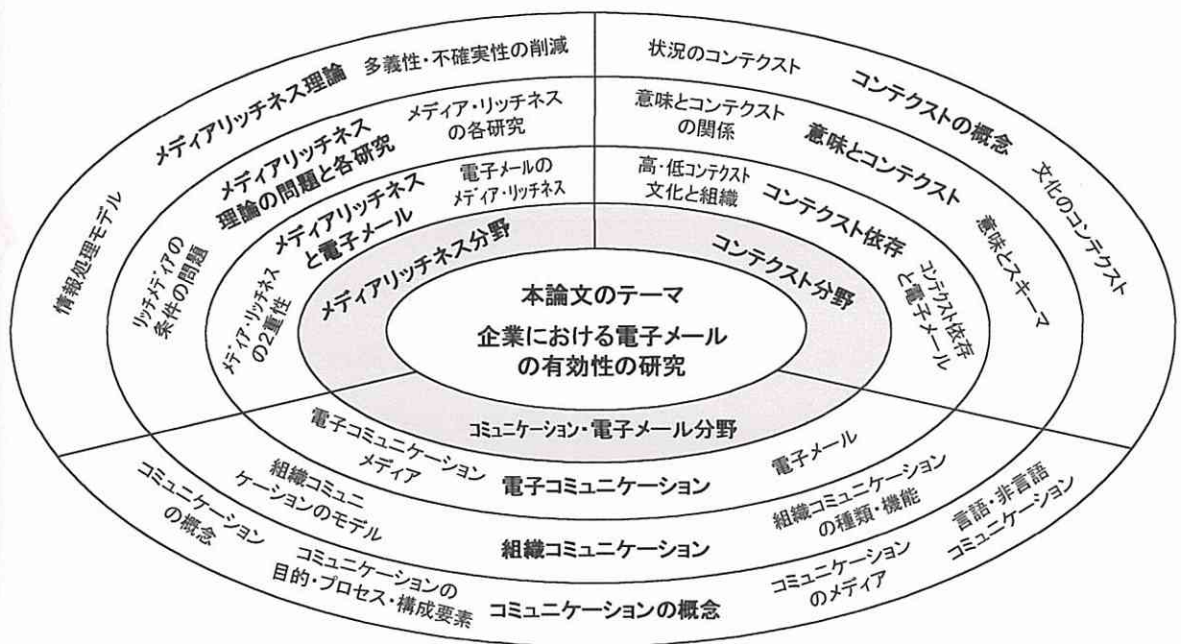 本論文のテーマ
企業における電子メール
の有効性の研究
メディアリッチネス分野
コンテクスト分野
コミュニケーション・電子メール分野
メディアリッチネス理論
多義性・不確実性の削減
情報処理モデル
メディアリッチネス
理論の問題と各研究
メディア・リッチネス
の各研究
リッチメディアの
条件の問題
メディアリッチネス
と電子メール
電子メールの
メディア・リッチネス
メディア・リッチネス
の2重性
状況のコンテクスト
コンテクストの概念
文化のコンテクスト
意味とコンテクスト
の関係
意味とコンテクスト
意味とスキーマ
高・低コンテクスト
文化と組織
コンテクスト依存
コンテクスト依存
と電子メール
電子コミュニケーション
メディア
電子コミュニケーション
電子メール
組織コミュニ
ケーションのモデル
組織コミュニケーション
組織コミュニケーション
の種類・機能
コミュニケーション
の概念
コミュニケーションの
目的・プロセス・構成要素
コミュニケーションの概念
コミュニケーション
のメディア
言語・非言語
コミュニケーション